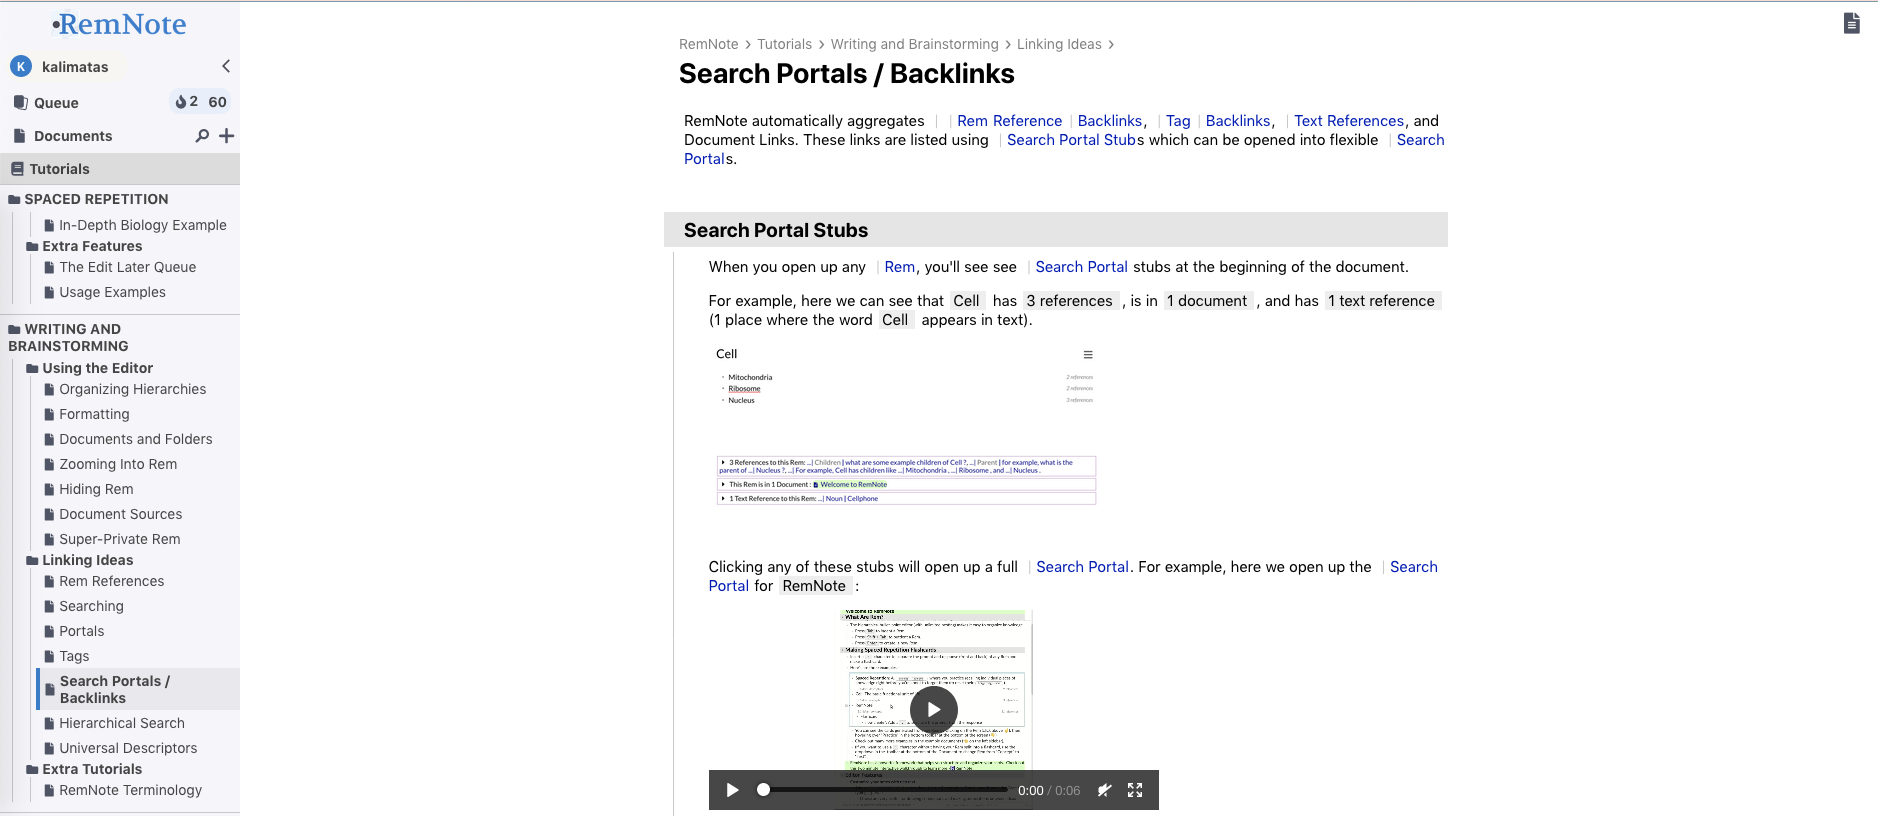 RemNote
K kalimatas
Queue 2 60
Documents
Tutorials
SPACED REPETITION
In-Depth Biology Example
Extra Features
The Edit Later Queue
Usage Examples
WRITING AND
BRAINSTORMING
Using the Editor
Organizing Hierarchies
Formatting
Documents and Folders
Zooming Into Rem
Hiding Rem
Document Sources
Super-Private Rem
Linking Ideas
Rem References
Searching
Portals
Tags
Search Portals /
Backlinks
Hierarchical Search
Universal Descriptors
Extra Tutorials
RemNote Terminology
RemNote > Tutorials > Writing and Brainstorming > Linking Ideas >
Search Portals / Backlinks
RemNote automatically aggregates | | Rem Reference | Backlinks, | Tag | Backlinks, | Text References, and
Document Links. These links are listed using | Search Portal Stubs which can be opened into flexible | Search
Portals.
Search Portal Stubs
When you open up any | Rem, you'll see see | Search Portal stubs at the beginning of the document.
For example, here we can see that Cell has 3 references , is in 1 document , and has 1 text reference
(1 place where the word Cell appears in text).
Cell
Mitochondria 2 references
Ribosome 2 references
Nucleus 3 references
3 References to this Rem: ...| Children | what are some example children of Cell ?, ...| Parent | for example, what is the
parent of ...| Nucleus ?, ...| For example, Cell has children like ...| Mitochondria , ...| Ribosome , and ...| Nucleus .
This Rem is in 1 Document : Welcome to RemNote
1 Text Reference to this Rem: ...| Noun | Cellphone
Clicking any of these stubs will open up a full | Search Portal. For example, here we open up the | Search
Portal for RemNote :
Welcome to RemNote
What Are Rem?
Making Spaced Repetition Flashcards
Editor Features
0:00 / 0:06